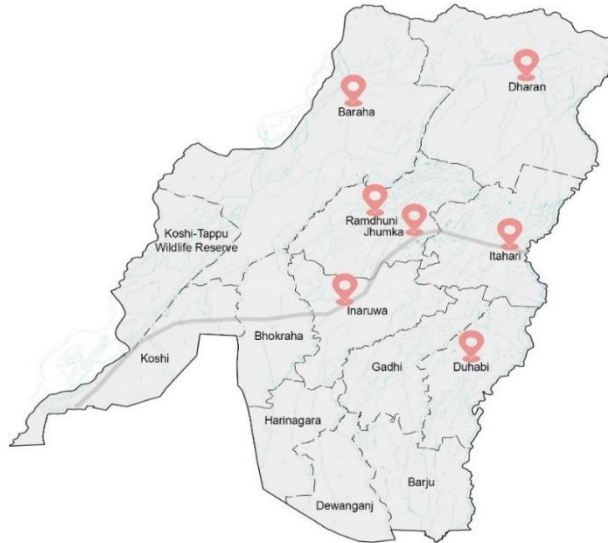 Dharan
Baraha
Ramdhuni
Jhumka
Koshi-Tappu
Wildlife Reserve
Itahari
Inaruwa
Bhokraha
Koshi
Gadhi
Duhabi
Harinagara
Barju
Dewanganj